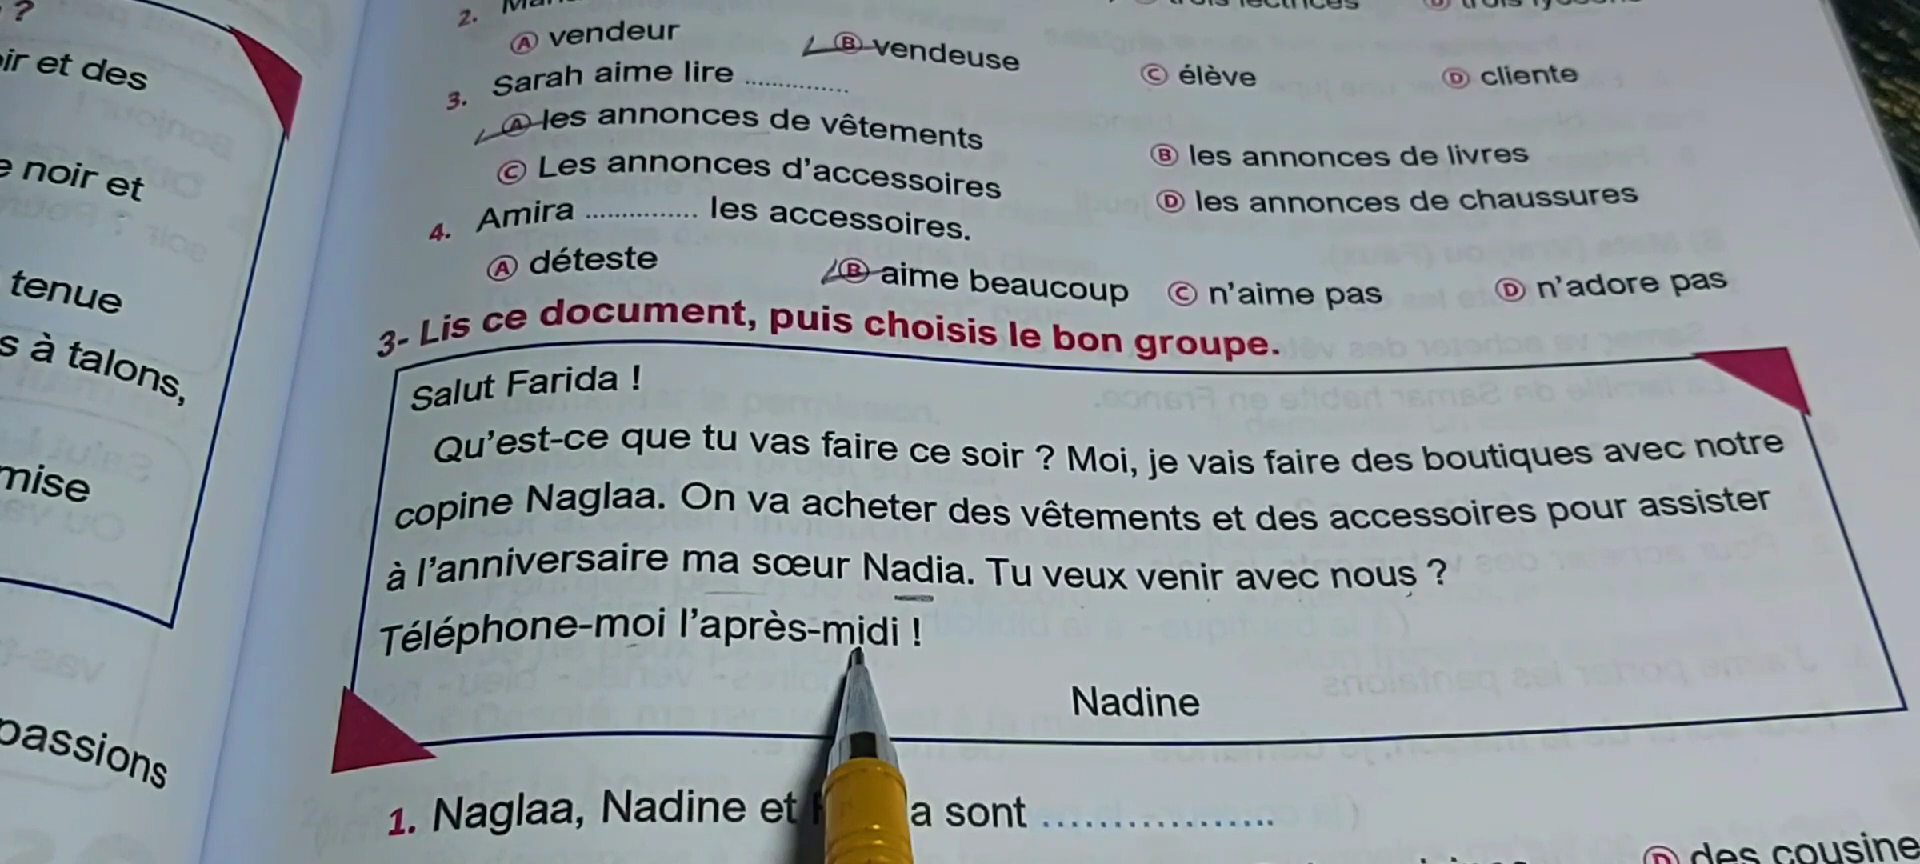 ?
ir et des
e noir et
tenue
s à talons,
mise
passions
2.
A vendeur
B vendeuse
C élève
D cliente
3. Sarah aime lire ...............
A les annonces de vêtements
B les annonces de livres
C Les annonces d'accessoires
D les annonces de chaussures
4. Amira ............... les accessoires.
A déteste
B aime beaucoup
C n'aime pas
D n'adore pas
3- Lis ce document, puis choisis le bon groupe.
Salut Farida !
Qu'est-ce que tu vas faire ce soir ? Moi, je vais faire des boutiques avec notre
copine Naglaa. On va acheter des vêtements et des accessoires pour assister
à l'anniversaire ma sœur Nadia. Tu veux venir avec nous ?
Téléphone-moi l'après-midi !
Nadine
1. Naglaa, Nadine et a sont ..................
D des cousine